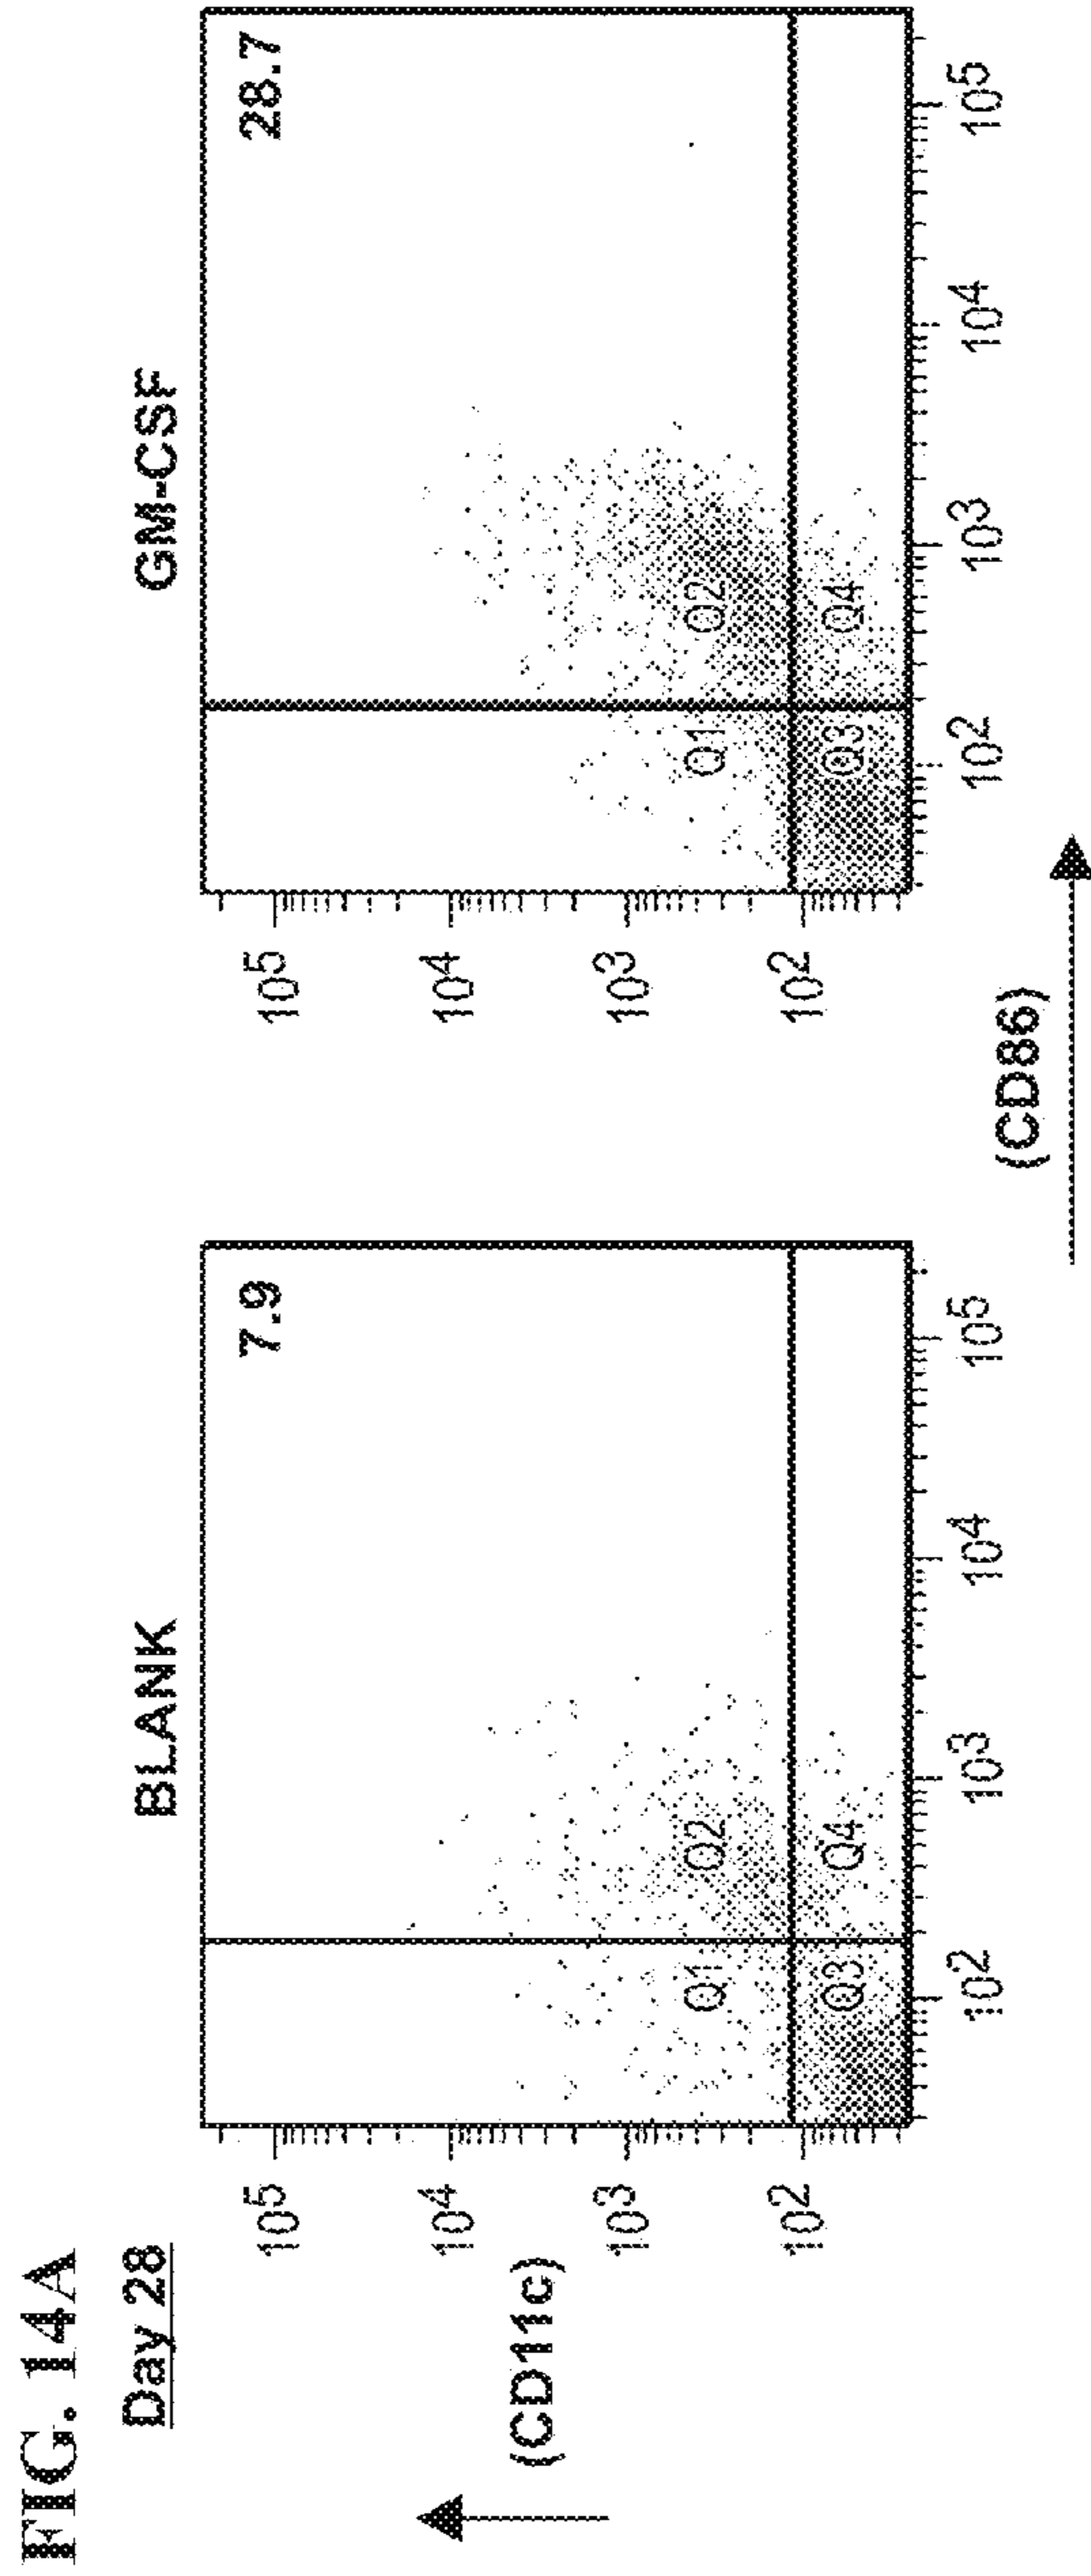 FIG. 14A
Day 28
BLANK
GM-CSF
(CD11c)
10⁵
10⁴
10³
10²
7.9
Q1
Q2
Q3
Q4
10²
10³
10⁴
10⁵
10⁵
10⁴
10³
10²
28.7
Q1
Q2
Q3
Q4
10²
10³
10⁴
10⁵
(CD86)